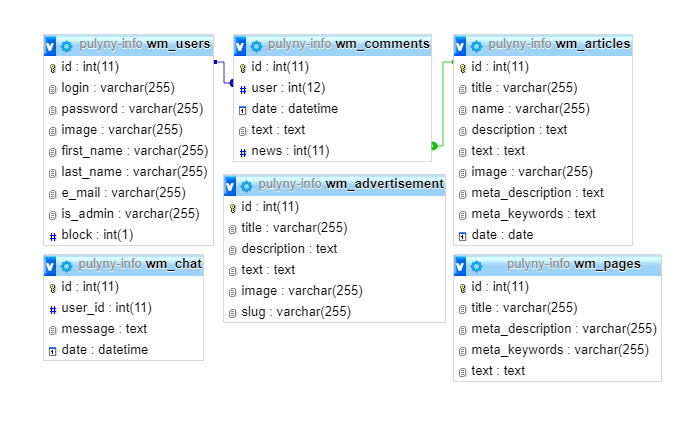 pulyny-info wm_users
id : int(11)
login : varchar(255)
password : varchar(255)
image : varchar(255)
first_name : varchar(255)
last_name : varchar(255)
e_mail : varchar(255)
is_admin : varchar(255)
# block : int(1)
pulyny-info wm_comments
id : int(11)
# user : int(12)
date : datetime
text : text
# news : int(11)
pulyny-info wm_articles
id : int(11)
title : varchar(255)
name : varchar(255)
description : text
text : text
image : varchar(255)
meta_description : text
meta_keywords : text
date : date
pulyny-info wm_advertisement
id : int(11)
title : varchar(255)
description : text
text : text
image : varchar(255)
slug : varchar(255)
pulyny-info wm_chat
id : int(11)
# user_id : int(11)
message : text
date : datetime
pulyny-info wm_pages
id : int(11)
title : varchar(255)
meta_description : varchar(255)
meta_keywords : varchar(255)
text : text